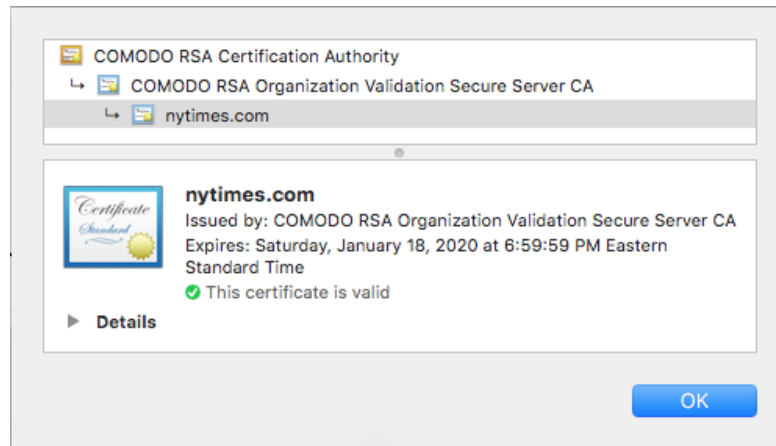 COMODO RSA Certification Authority
COMODO RSA Organization Validation Secure Server CA
nytimes.com
Certificate
Standard
nytimes.com
Issued by: COMODO RSA Organization Validation Secure Server CA
Expires: Saturday, January 18, 2020 at 6:59:59 PM Eastern
Standard Time
This certificate is valid
Details
OK